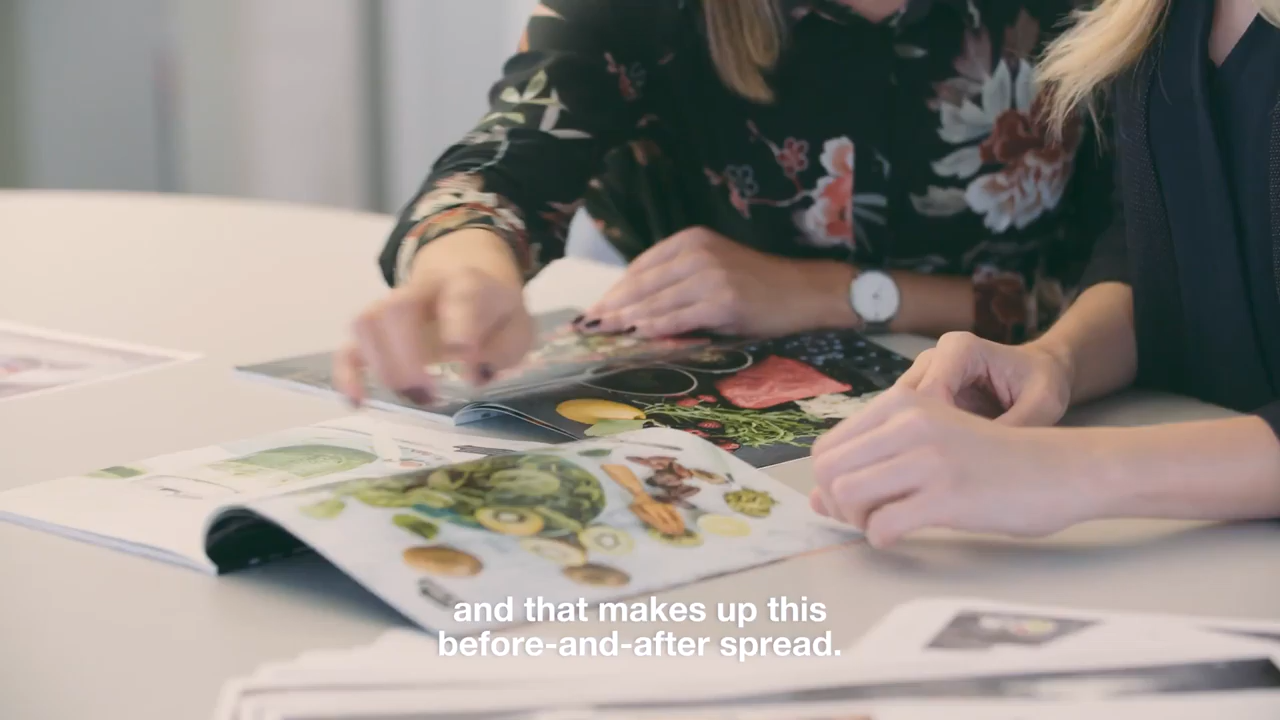 and that makes up this
before-and-after spread.